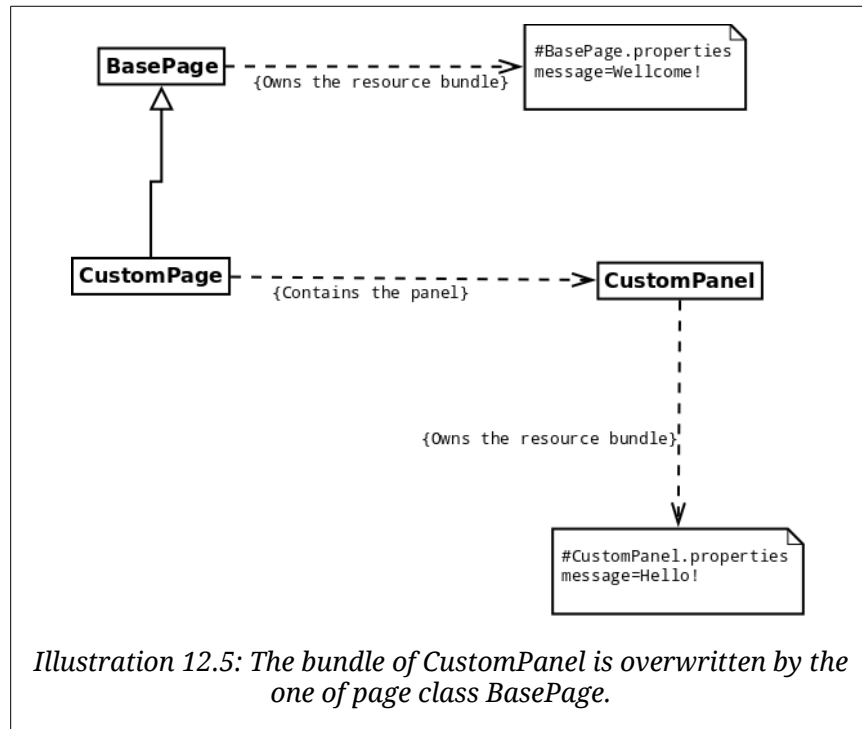 BasePage
{Owns the resource bundle}
#BasePage.properties
message=Wellcome!
CustomPage
{Contains the panel}
CustomPanel
{Owns the resource bundle}
#CustomPanel.properties
message=Hello!
Illustration 12.5: The bundle of CustomPanel is overwritten by the
one of page class BasePage.